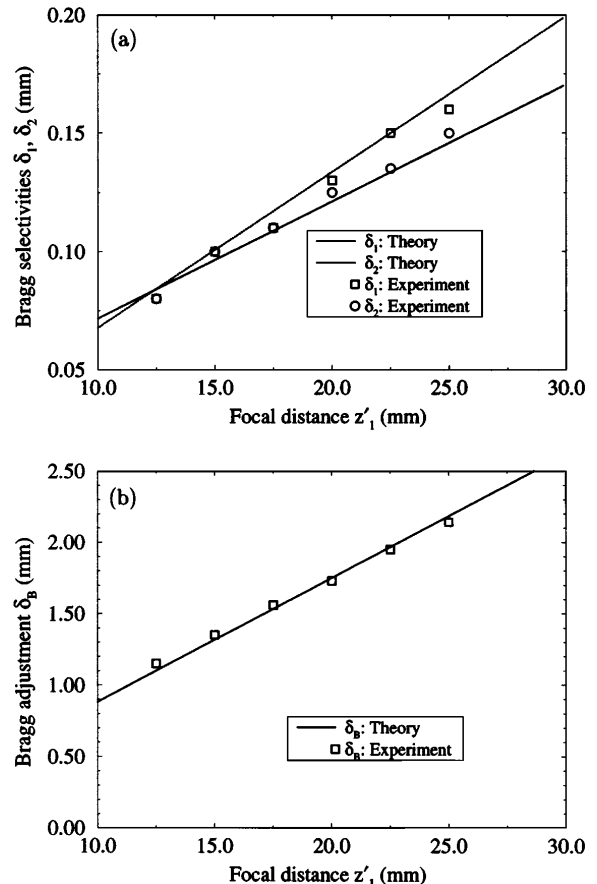 (a)
0.20
0.15
0.10
0.05
Bragg selectivities δ₁, δ₂ (mm)
δ₁: Theory
δ₂: Theory
δ₁: Experiment
δ₂: Experiment
10.0 15.0 20.0 25.0 30.0
Focal distance z'₁ (mm)
(b)
2.50
2.00
1.50
1.00
0.50
0.00
Bragg adjustment δ_B (mm)
δ_B: Theory
δ_B: Experiment
10.0 15.0 20.0 25.0 30.0
Focal distance z'₁ (mm)